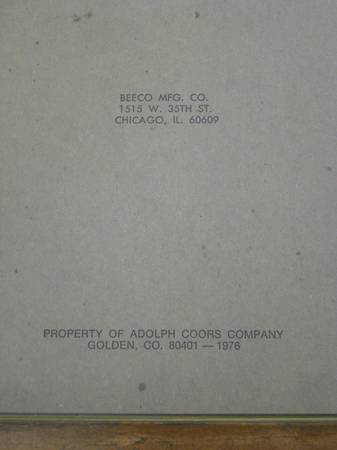 BEECO MFG. CO.
1515 W. 35TH ST.
CHICAGO, IL. 60609
PROPERTY OF ADOLPH COORS COMPANY
GOLDEN, CO. 80401 — 1976